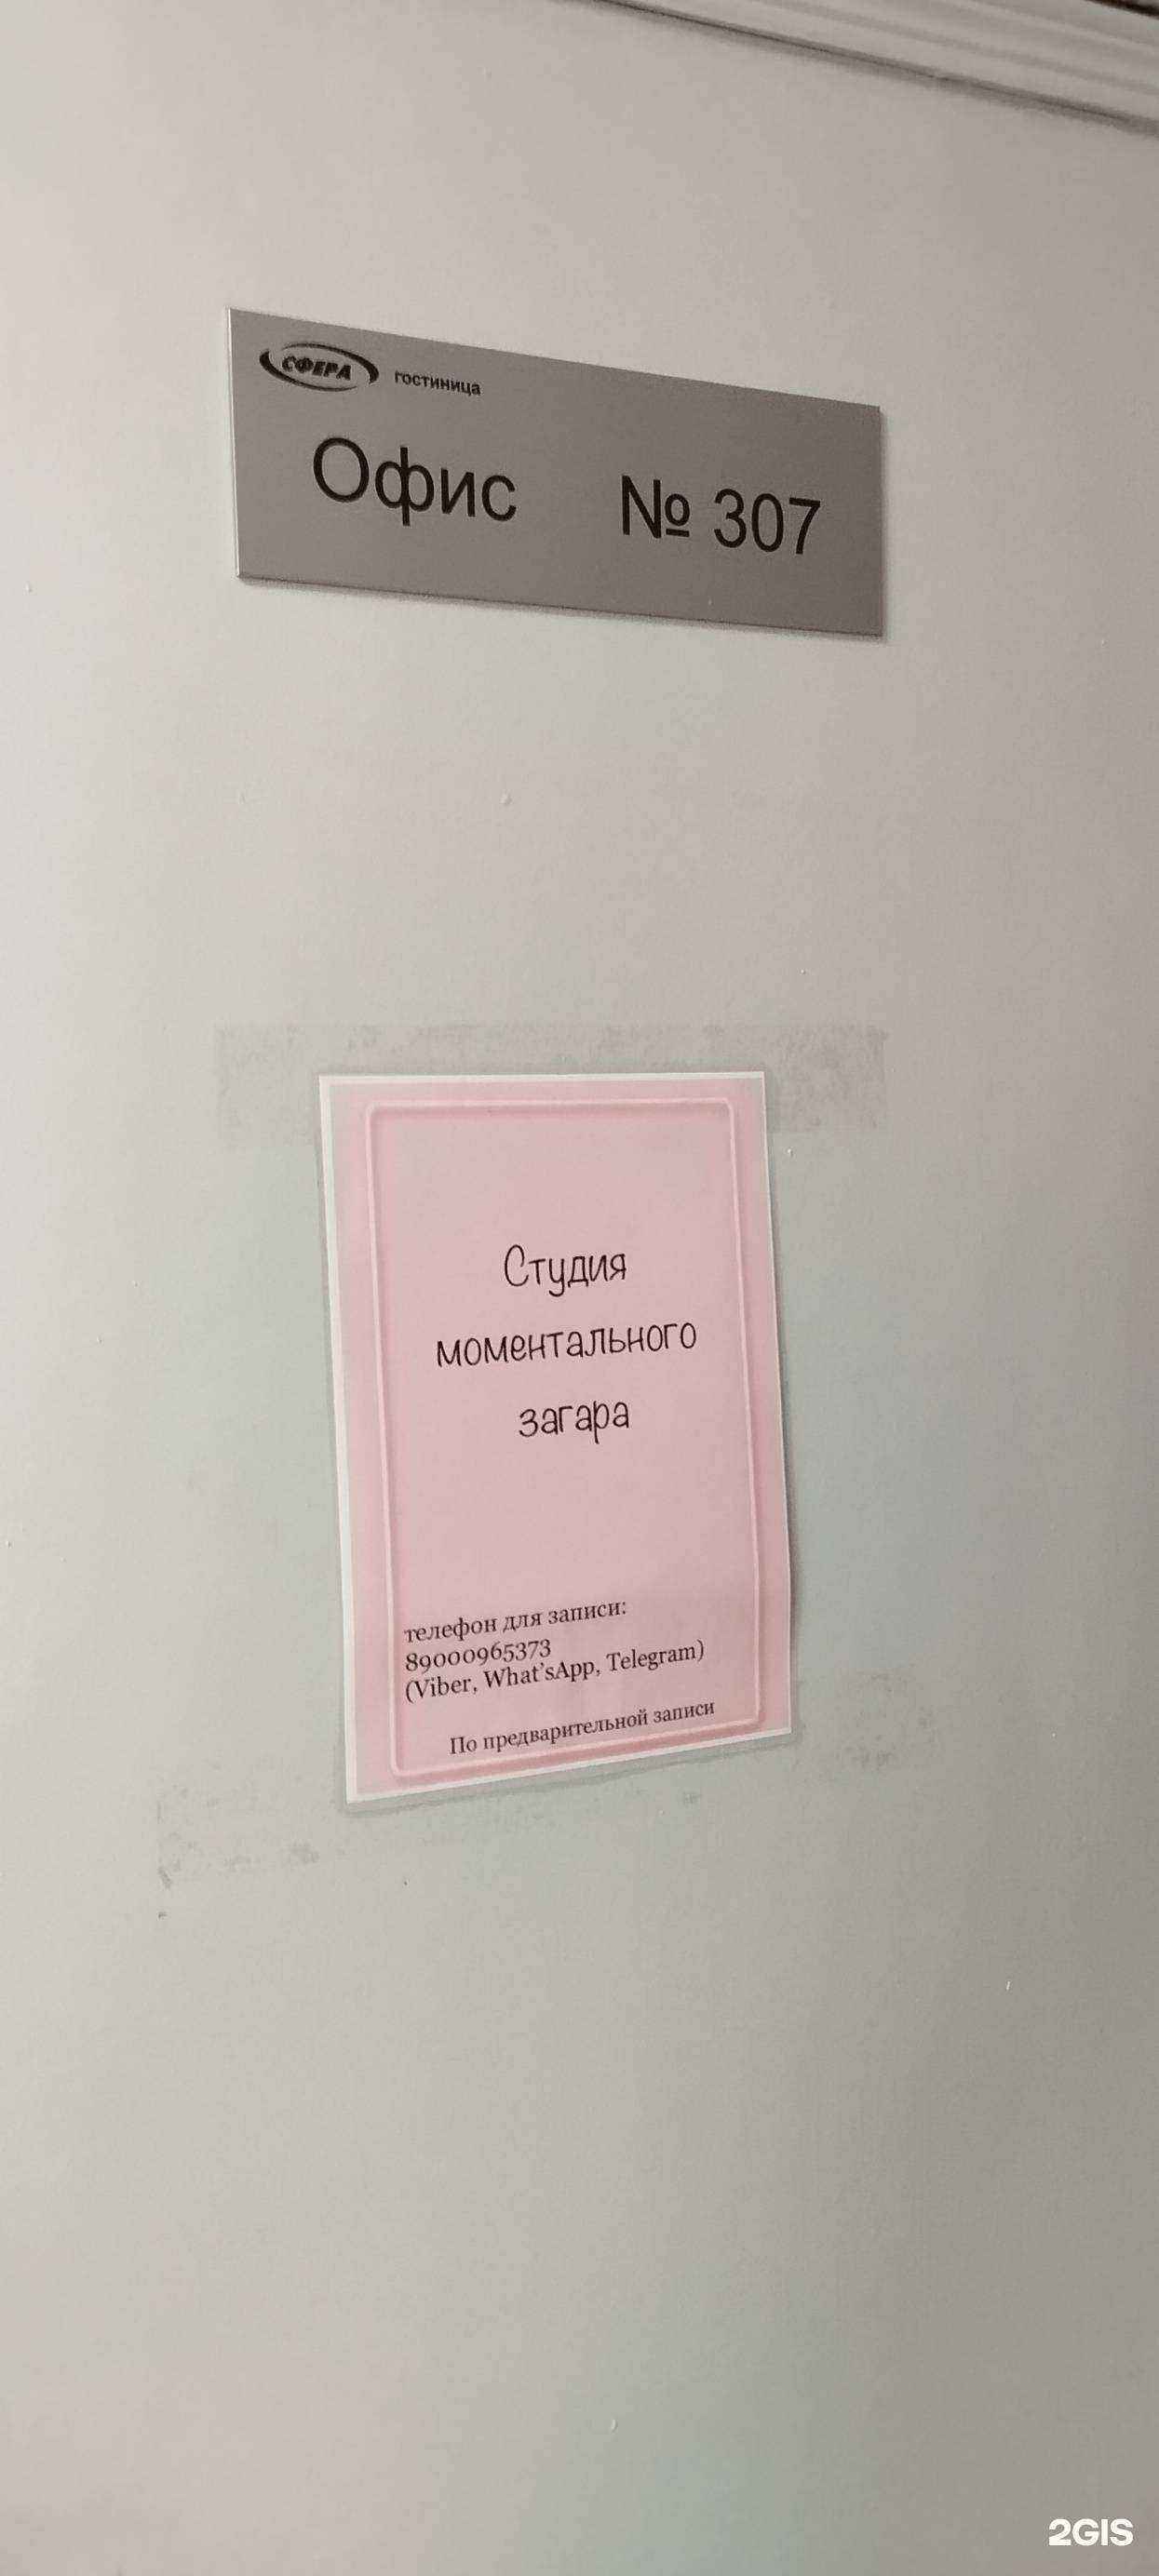 СФЕРА гостиница
Офис № 307
Студия
моментального
загара
телефон для записи:
89000965373
(Viber, What'sApp, Telegram)
По предварительной записи
2GIS